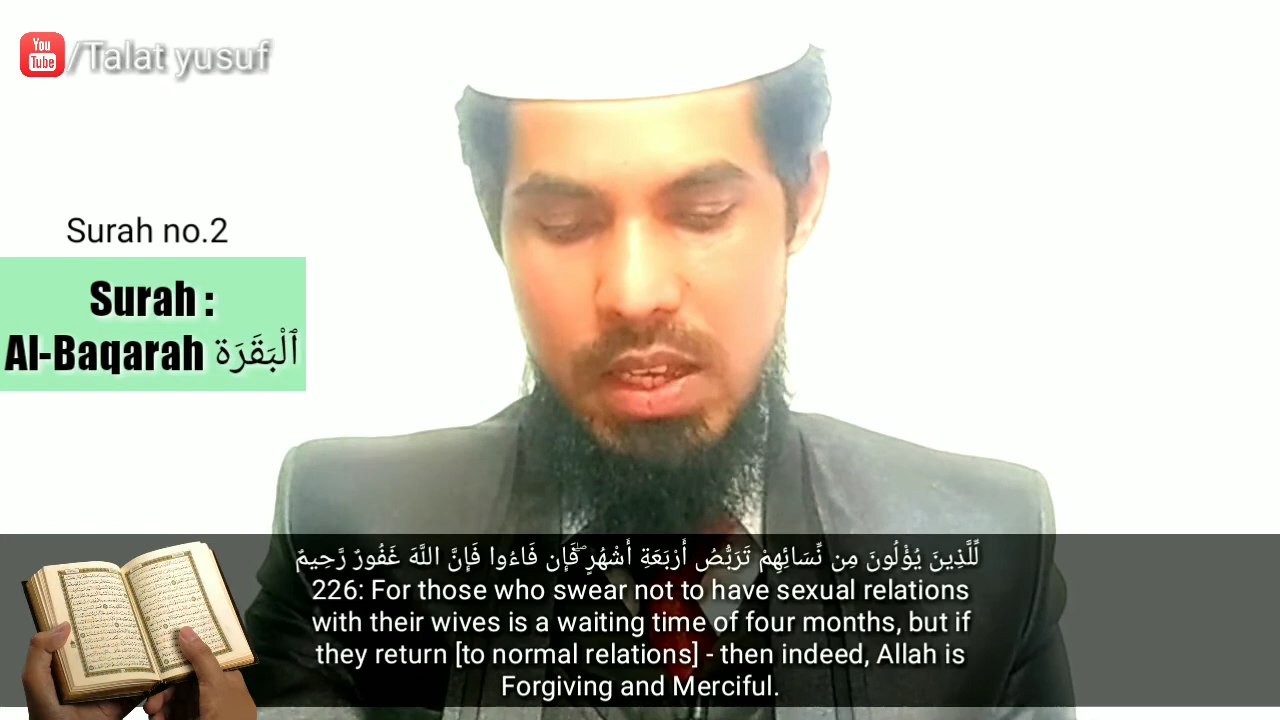 You
Tube
/Talat yusuf
Surah no.2
Surah :
Al-Baqarah ٱلْبَقَرَة
لِّلَّذِينَ يُؤْلُونَ مِن نِّسَائِهِمْ تَرَبُّصُ أَرْبَعَةِ أَشْهُرٍ ۖ فَإِن فَاءُوا فَإِنَّ اللَّهَ غَفُورٌ رَّحِيمٌ
226: For those who swear not to have sexual relations
with their wives is a waiting time of four months, but if
they return [to normal relations] - then indeed, Allah is
Forgiving and Merciful.